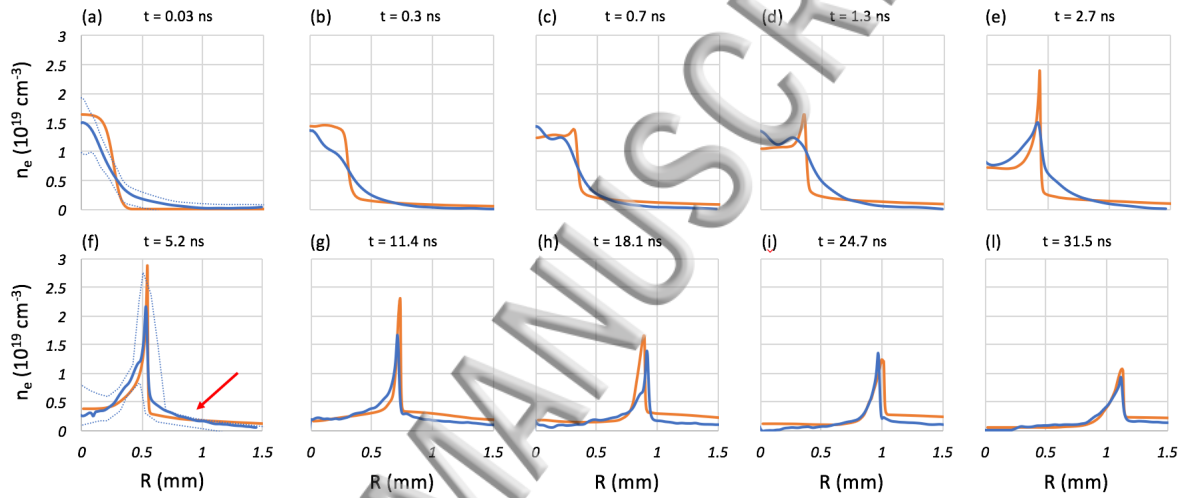 (a) t = 0.03 ns
(b) t = 0.3 ns
(c) t = 0.7 ns
(d) t = 1.3 ns
(e) t = 2.7 ns
3
2.5
2
1.5
1
0.5
0
nₑ (10¹⁹ cm⁻³)
(f) t = 5.2 ns
(g) t = 11.4 ns
(h) t = 18.1 ns
(i) t = 24.7 ns
(l) t = 31.5 ns
3
2.5
2
1.5
1
0.5
0
nₑ (10¹⁹ cm⁻³)
0 0.5 1 1.5
0 0.5 1 1.5
0 0.5 1 1.5
0 0.5 1 1.5
0 0.5 1 1.5
R (mm)
R (mm)
R (mm)
R (mm)
R (mm)
MANUSCR